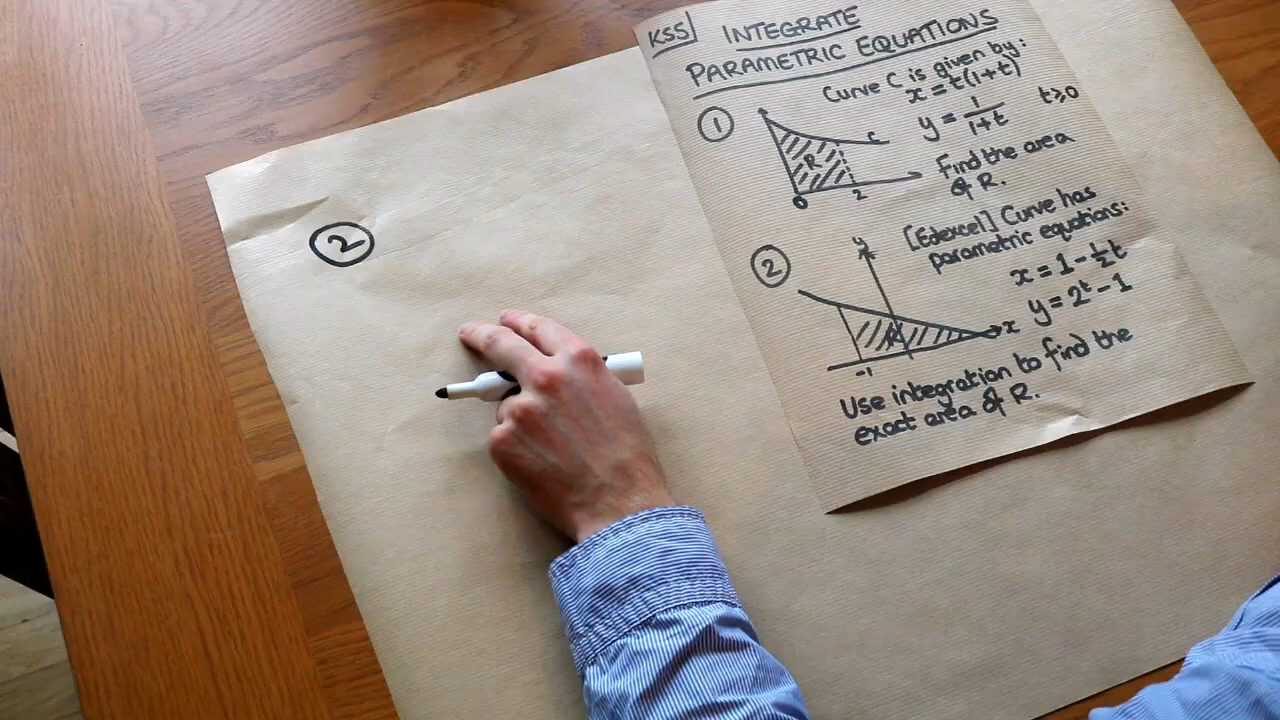 KS5 INTEGRATE
PARAMETRIC EQUATIONS
① Curve C is given by:
x = t(1+t)
y = 1/(1+t) t≥0
C
R
0 2
Find the area
of R.
② [Edexcel] Curve has
parametric equations:
x = 1 - ½t
y = 2^t - 1
y
x
R
-1
Use integration to find the
exact area of R.
②